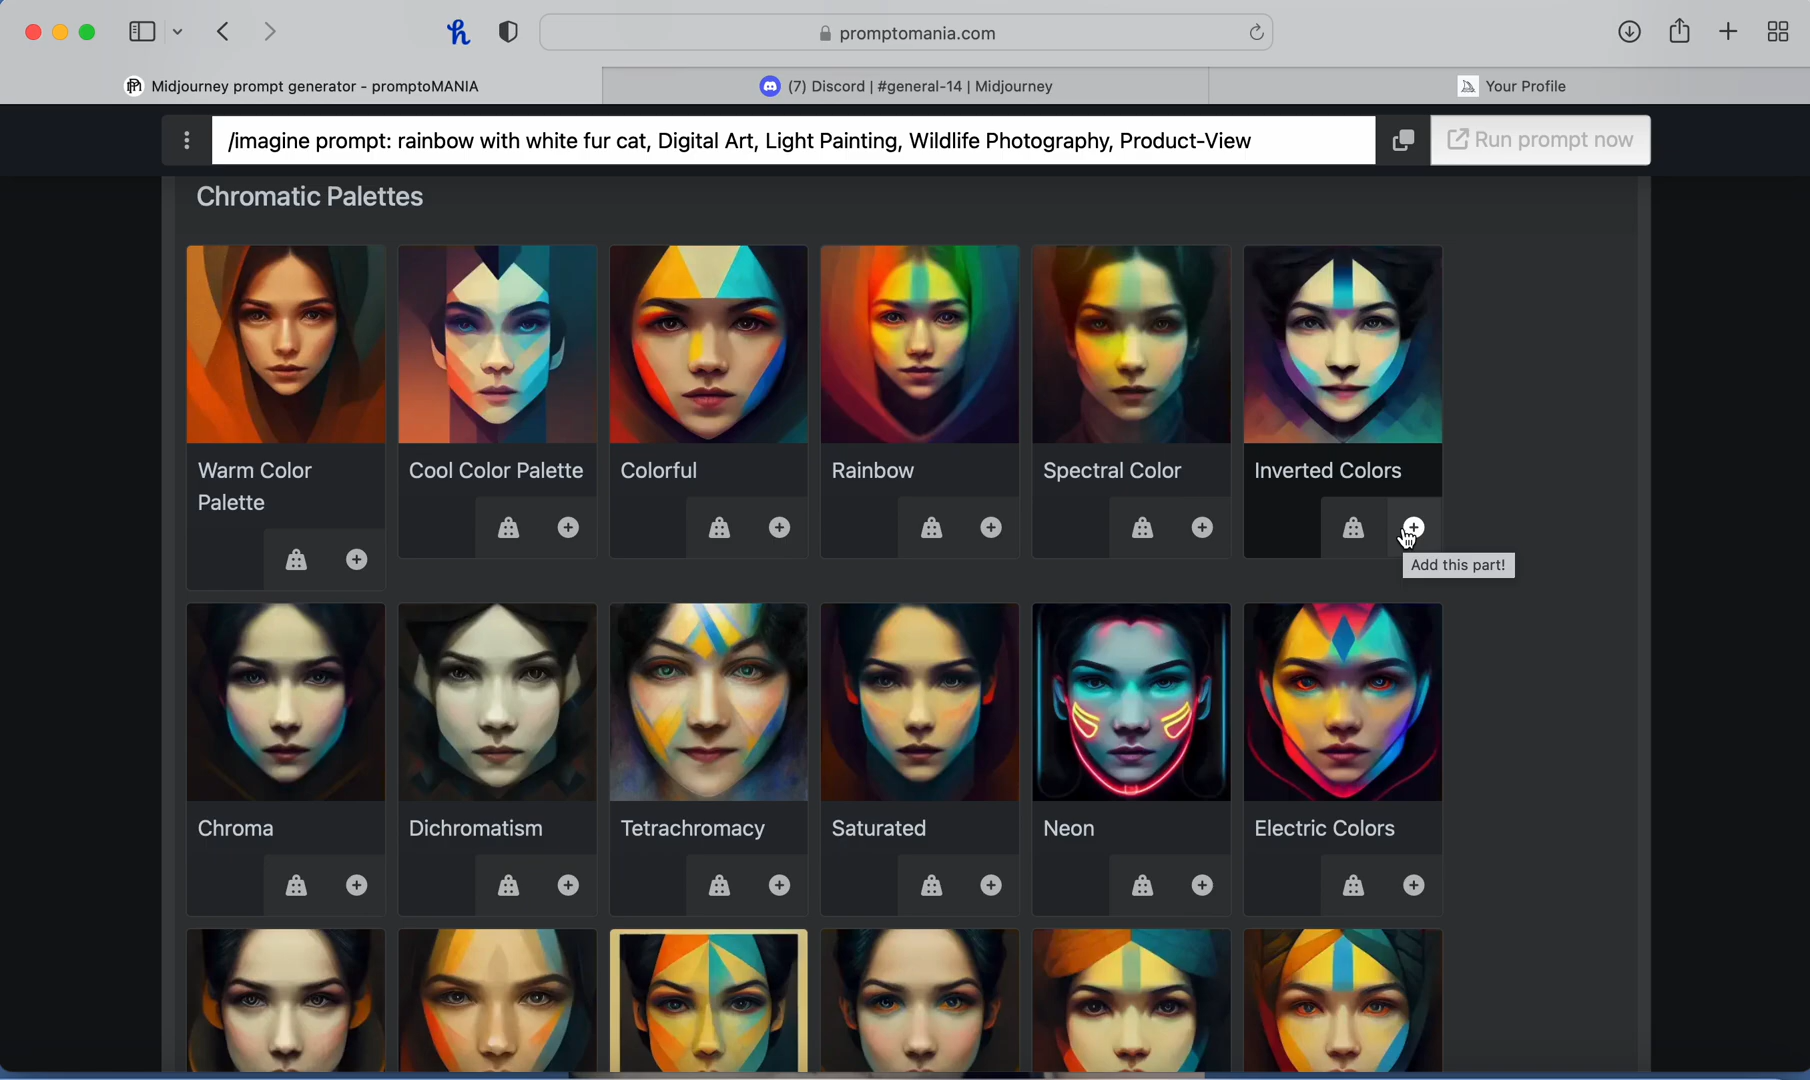 promptomania.com
Midjourney prompt generator - promptoMANIA
(7) Discord | #general-14 | Midjourney
Your Profile
/imagine prompt: rainbow with white fur cat, Digital Art, Light Painting, Wildlife Photography, Product-View
Run prompt now
Chromatic Palettes
Warm Color
Palette
Cool Color Palette
Colorful
Rainbow
Spectral Color
Inverted Colors
Add this part!
Chroma
Dichromatism
Tetrachromacy
Saturated
Neon
Electric Colors